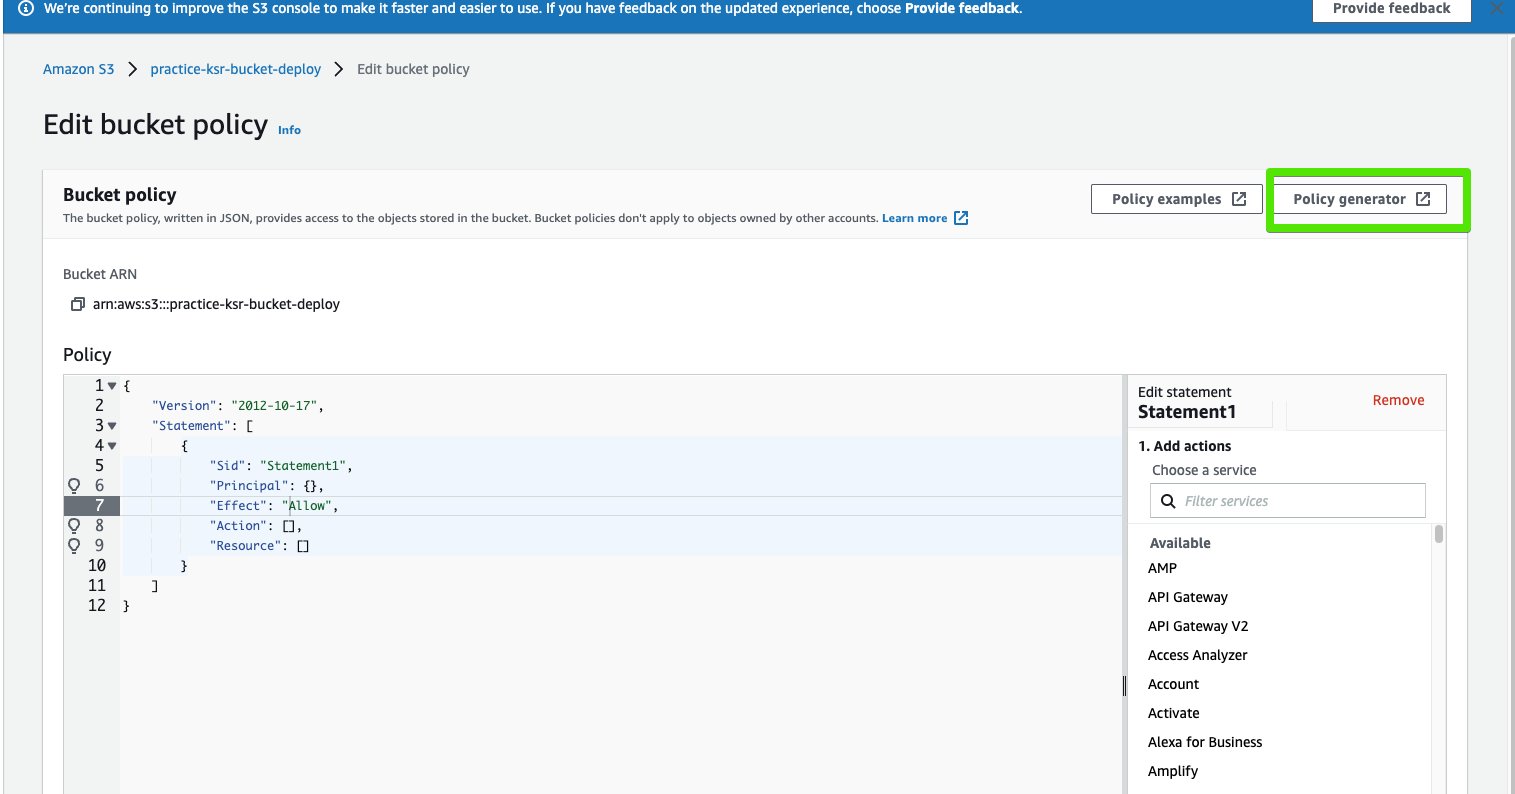 We're continuing to improve the S3 console to make it faster and easier to use. If you have feedback on the updated experience, choose Provide feedback.
Provide feedback
Amazon S3 > practice-ksr-bucket-deploy > Edit bucket policy
Edit bucket policy Info
Bucket policy
The bucket policy, written in JSON, provides access to the objects stored in the bucket. Bucket policies don't apply to objects owned by other accounts. Learn more
Policy examples
Policy generator
Bucket ARN
arn:aws:s3:::practice-ksr-bucket-deploy
Policy
1 {
2 "Version": "2012-10-17",
3 "Statement": [
4 {
5 "Sid": "Statement1",
6 "Principal": {},
7 "Effect": "Allow",
8 "Action": [],
9 "Resource": []
10 }
11 ]
12 }
Edit statement
Statement1
Remove
1. Add actions
Choose a service
Filter services
Available
AMP
API Gateway
API Gateway V2
Access Analyzer
Account
Activate
Alexa for Business
Amplify